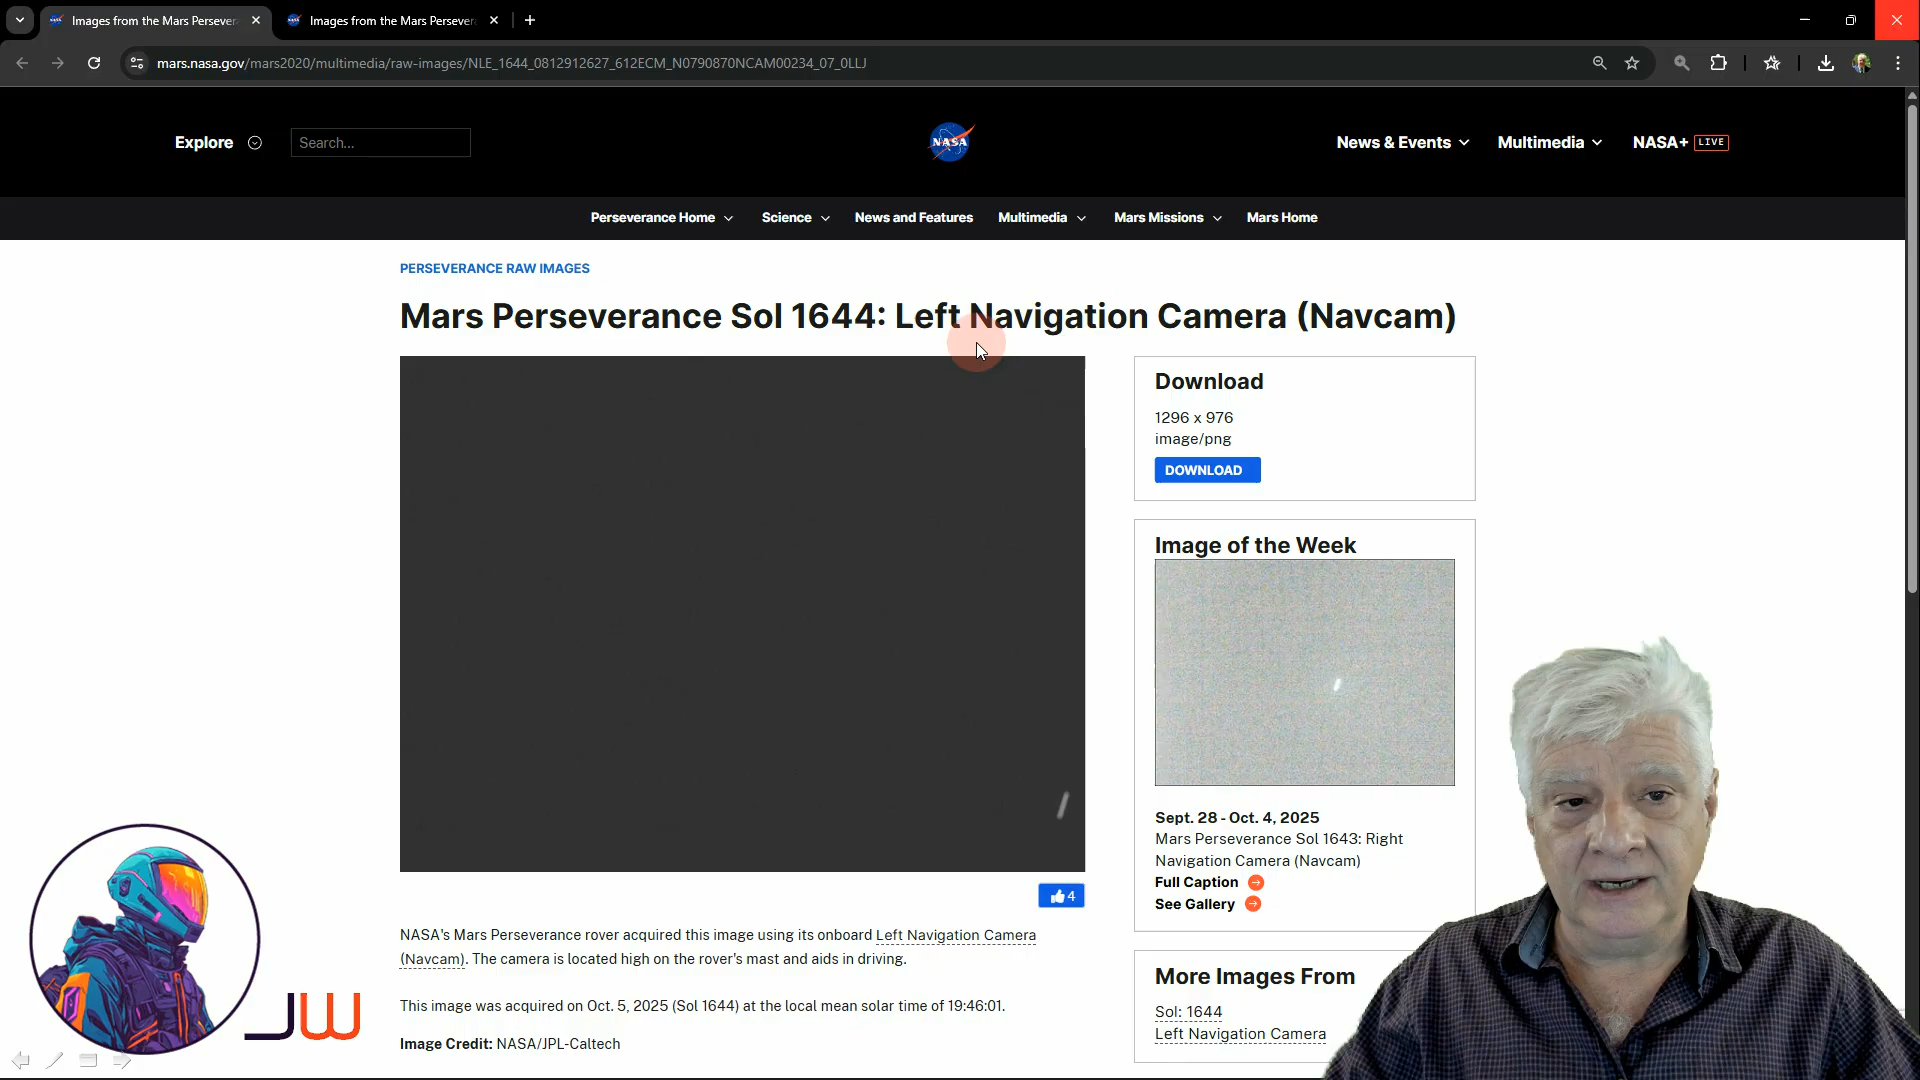 Images from the Mars Persever
Images from the Mars Persever
mars.nasa.gov/mars2020/multimedia/raw-images/NLE_1644_0812912627_612ECM_N0790870NCAM00234_07_0LLJ
Explore
Search...
NASA
News & Events
Multimedia
NASA+ LIVE
Perseverance Home
Science
News and Features
Multimedia
Mars Missions
Mars Home
PERSEVERANCE RAW IMAGES
Mars Perseverance Sol 1644: Left Navigation Camera (Navcam)
4
NASA's Mars Perseverance rover acquired this image using its onboard Left Navigation Camera
(Navcam). The camera is located high on the rover's mast and aids in driving.
This image was acquired on Oct. 5, 2025 (Sol 1644) at the local mean solar time of 19:46:01.
Image Credit: NASA/JPL-Caltech
Download
1296 x 976
image/png
DOWNLOAD
Image of the Week
Sept. 28 - Oct. 4, 2025
Mars Perseverance Sol 1643: Right
Navigation Camera (Navcam)
Full Caption
See Gallery
More Images From
Sol: 1644
Left Navigation Camera
JW